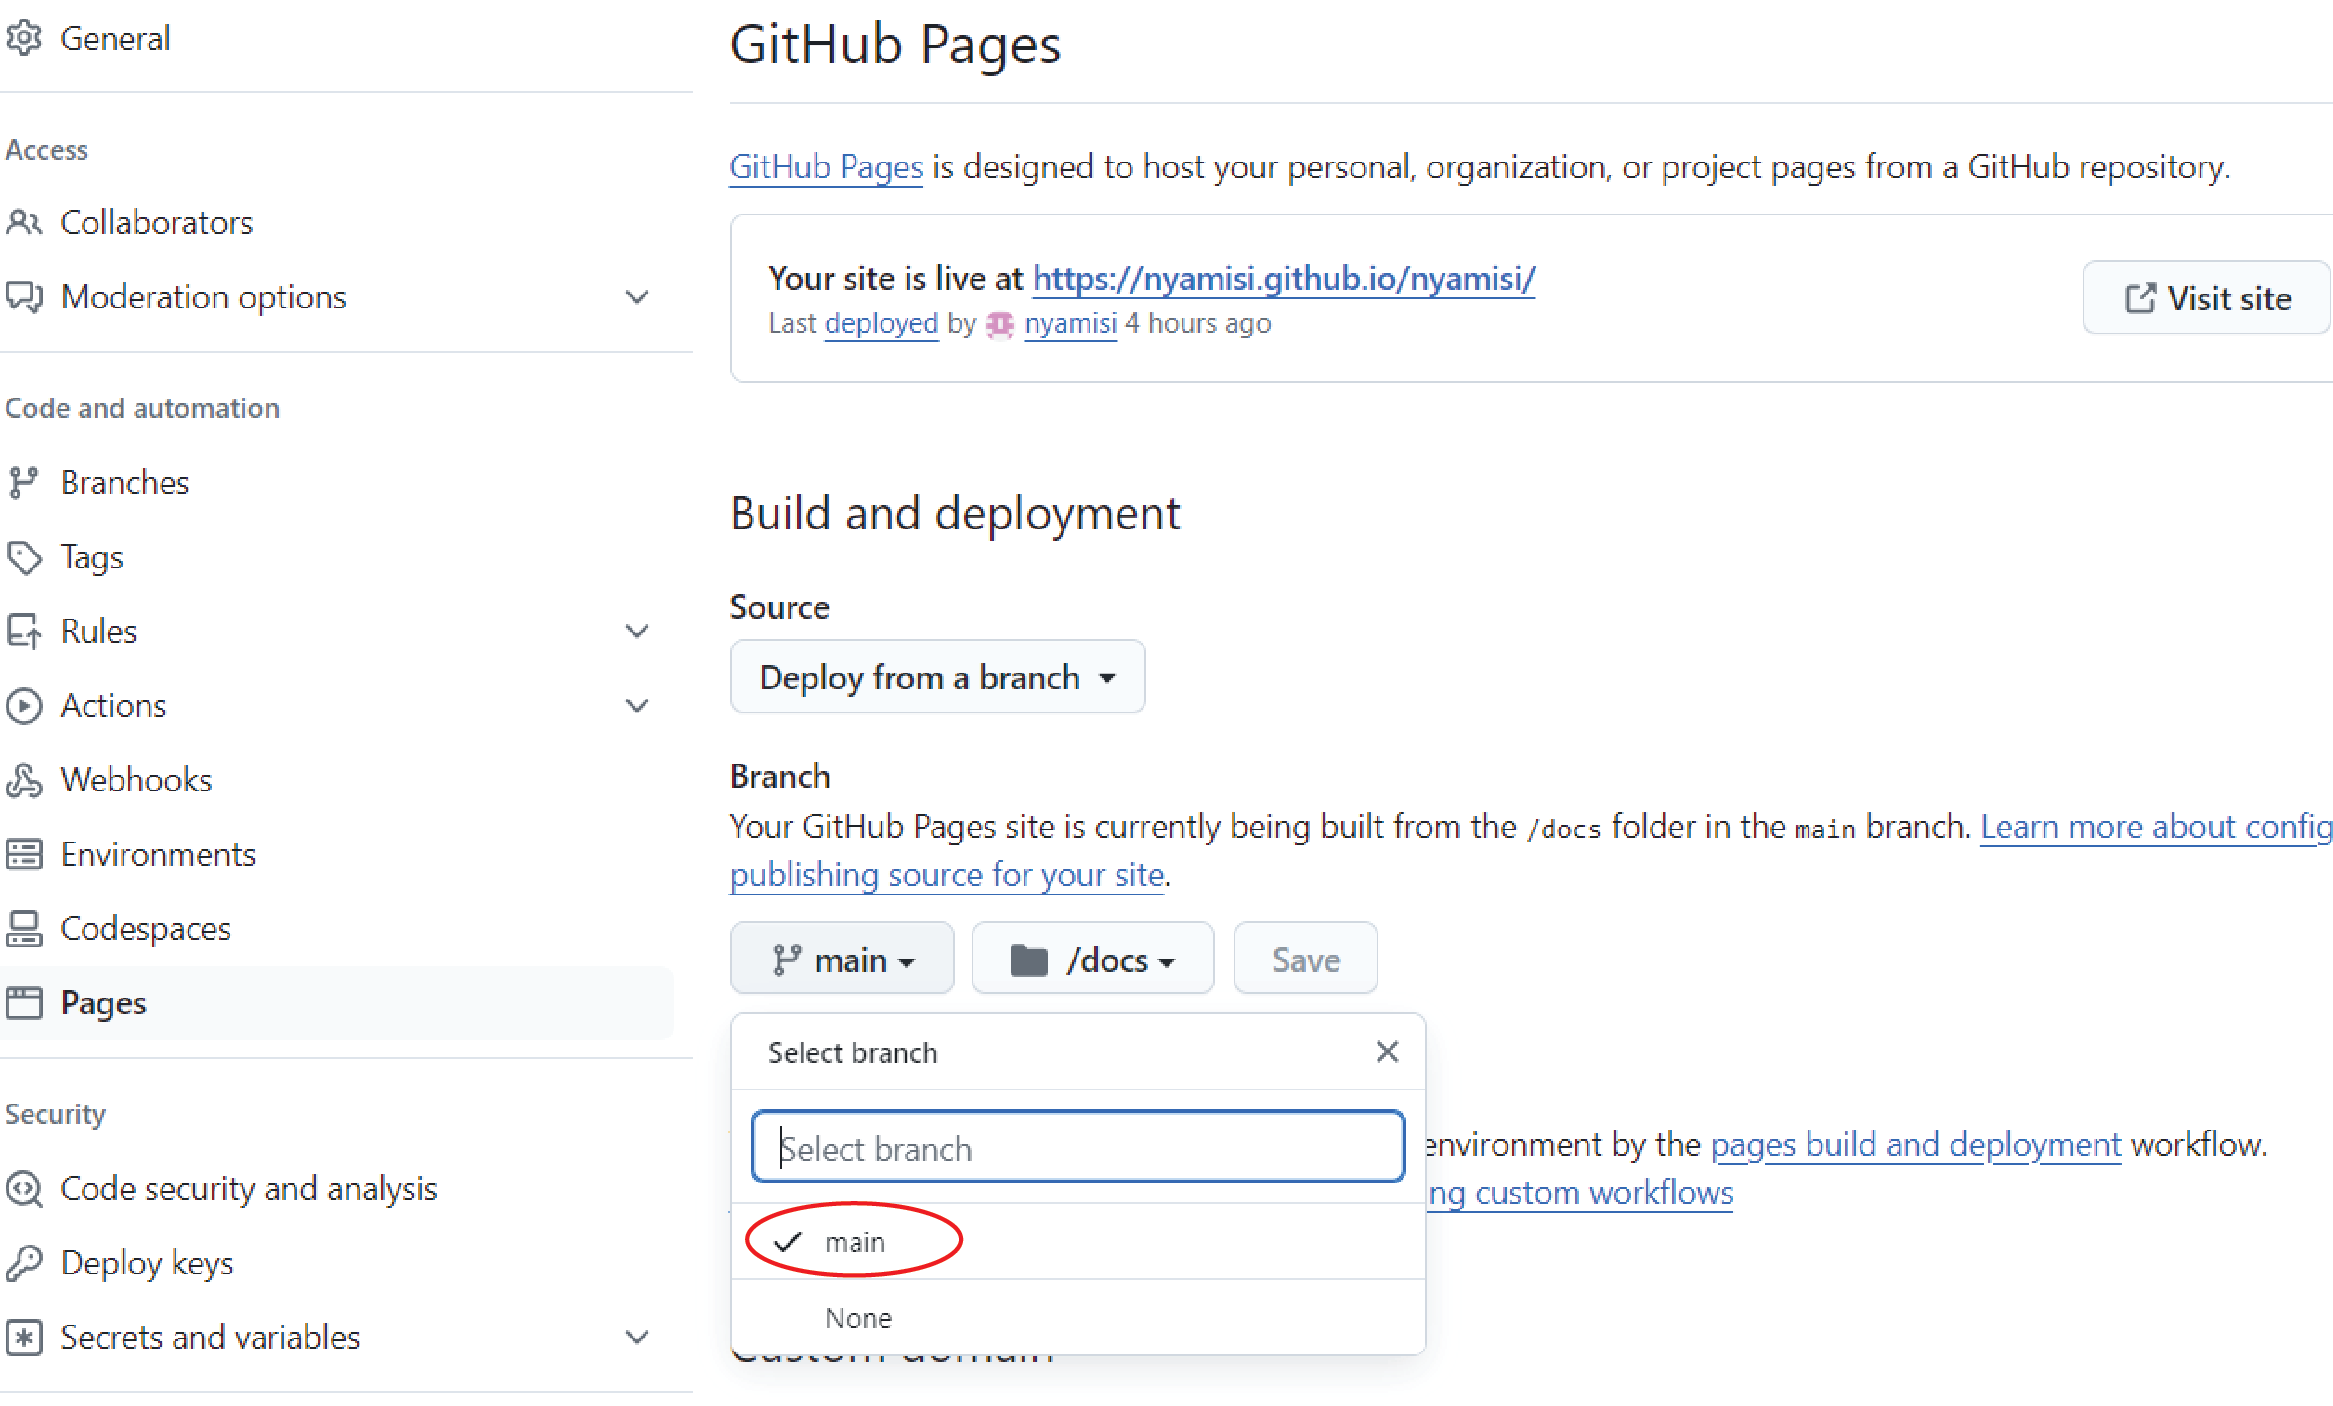 General
Access
Collaborators
Moderation options
Code and automation
Branches
Tags
Rules
Actions
Webhooks
Environments
Codespaces
Pages
Security
Code security and analysis
Deploy keys
Secrets and variables
GitHub Pages
GitHub Pages is designed to host your personal, organization, or project pages from a GitHub repository.
Your site is live at https://nyamisi.github.io/nyamisi/
Last deployed by nyamisi 4 hours ago
Visit site
Build and deployment
Source
Deploy from a branch
Branch
Your GitHub Pages site is currently being built from the /docs folder in the main branch. Learn more about config
publishing source for your site.
main /docs Save
Select branch
Select branch
environment by the pages build and deployment workflow.
ng custom workflows
main
None